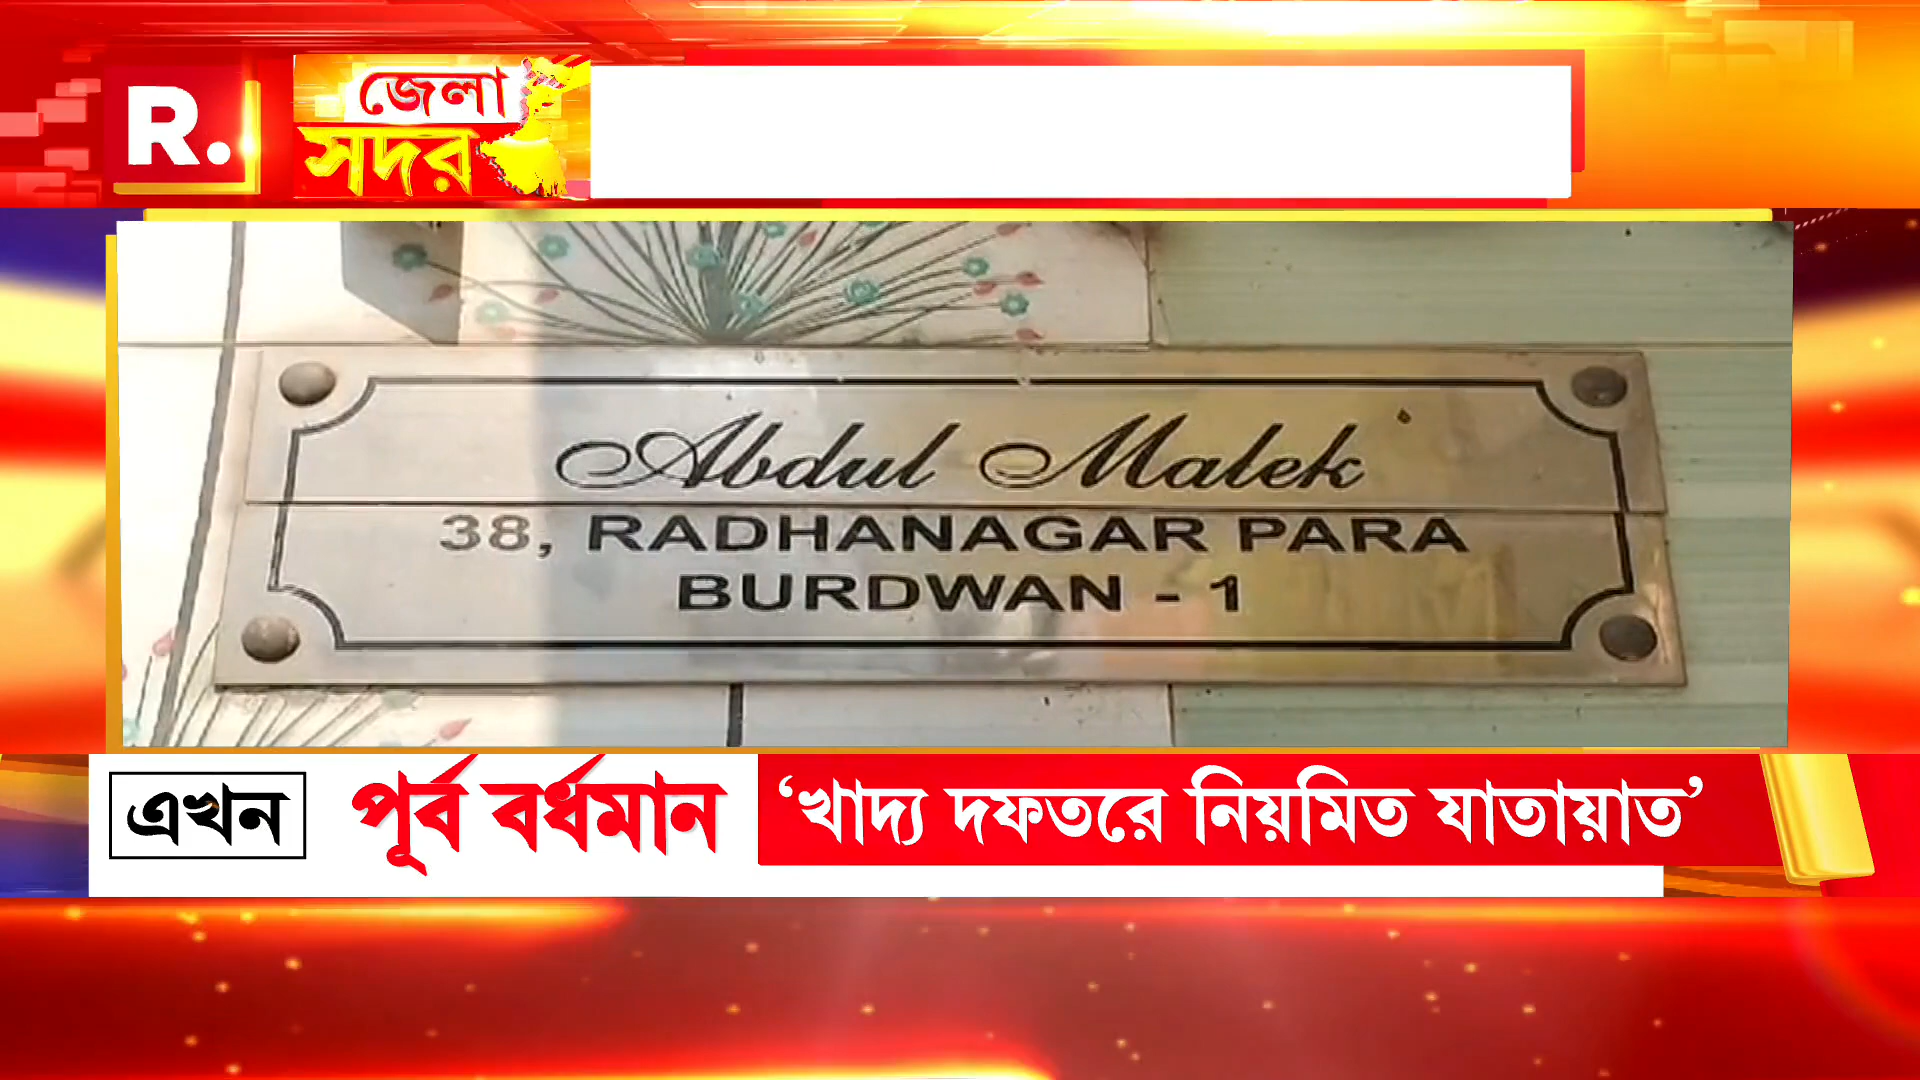 R.
জেলা
সদর
Abdul Malek
38, RADHANAGAR PARA
BURDWAN - 1
এখন
পূর্ব বর্ধমান
‘খাদ্য দফতরে নিয়মিত যাতায়াত’